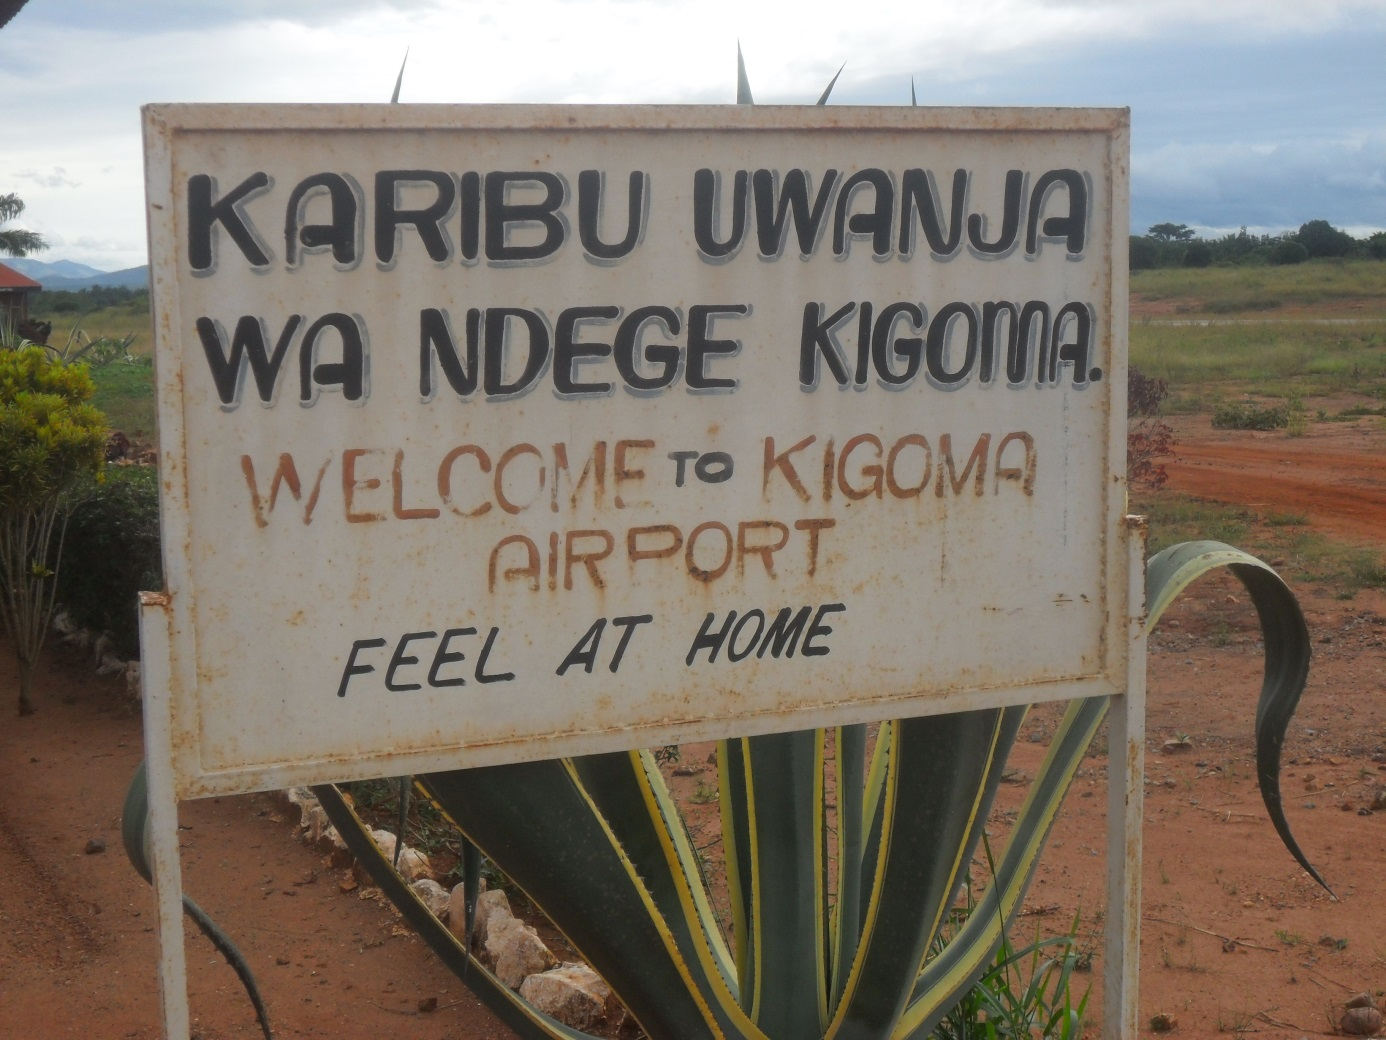 KARIBU UWANJA
WA NDEGE KIGOMA.
WELCOME TO KIGOMA
AIRPORT
FEEL AT HOME